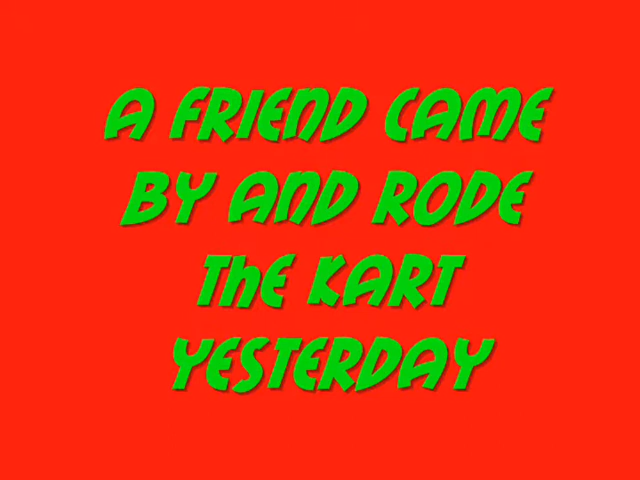 A FRIEND CAME
BY AND RODE
ThE KART
YESTERDAY